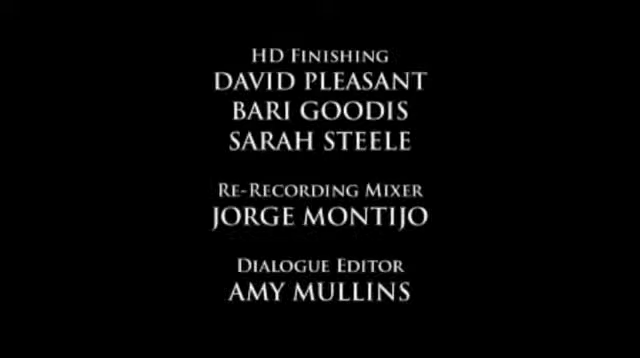 HD Finishing
DAVID PLEASANT
BARI GOODIS
SARAH STEELE
Re-Recording Mixer
JORGE MONTIJO
Dialogue Editor
AMY MULLINS